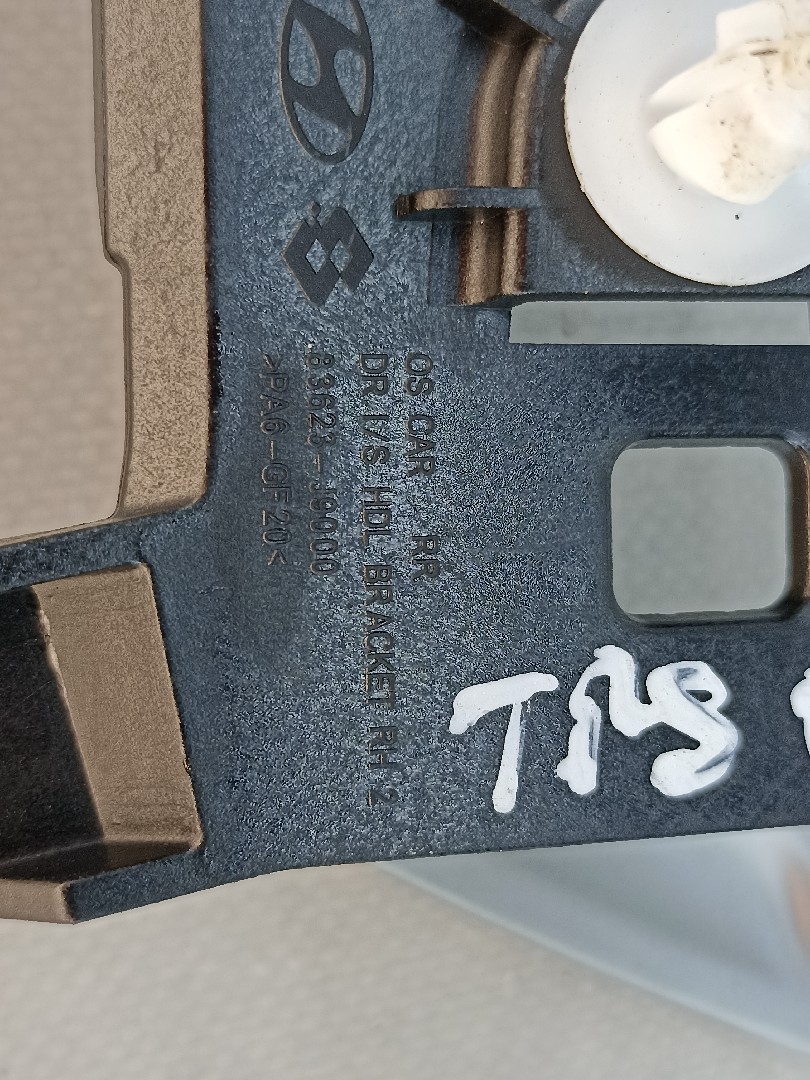 OS CAR RR
DR I/S HDL BRACKET RH 2
83623-J9000
>PA6-GF20<